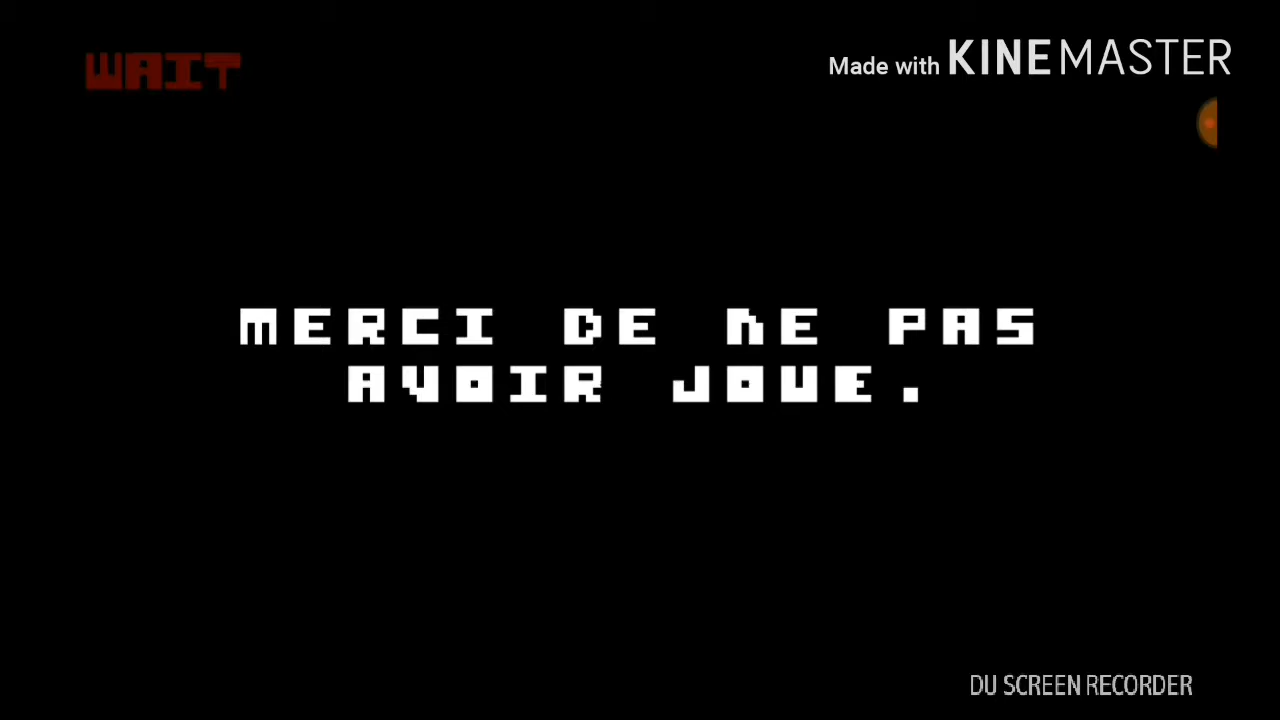 WAIT
Made with KINEMASTER
MERCI DE NE PAS
AVOIR JOUE.
DU SCREEN RECORDER